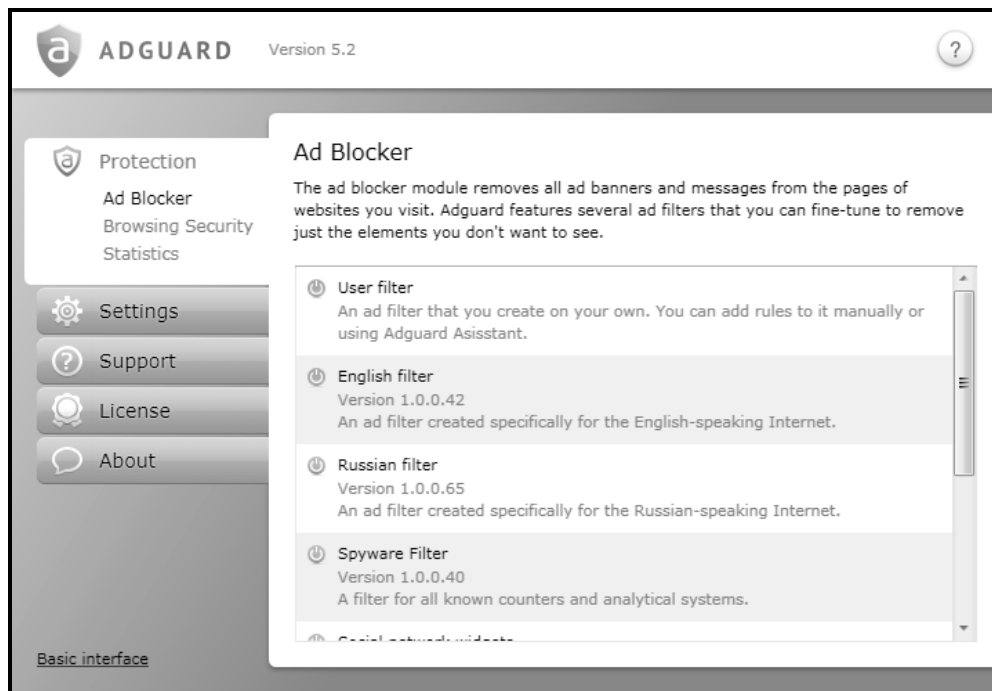 ADGUARD
Version 5.2
?
Protection
Ad Blocker
Browsing Security
Statistics
Settings
Support
License
About
Basic interface
Ad Blocker
The ad blocker module removes all ad banners and messages from the pages of
websites you visit. Adguard features several ad filters that you can fine-tune to remove
just the elements you don't want to see.
User filter
An ad filter that you create on your own. You can add rules to it manually or
using Adguard Asisstant.
English filter
Version 1.0.0.42
An ad filter created specifically for the English-speaking Internet.
Russian filter
Version 1.0.0.65
An ad filter created specifically for the Russian-speaking Internet.
Spyware Filter
Version 1.0.0.40
A filter for all known counters and analytical systems.
Social network widgets